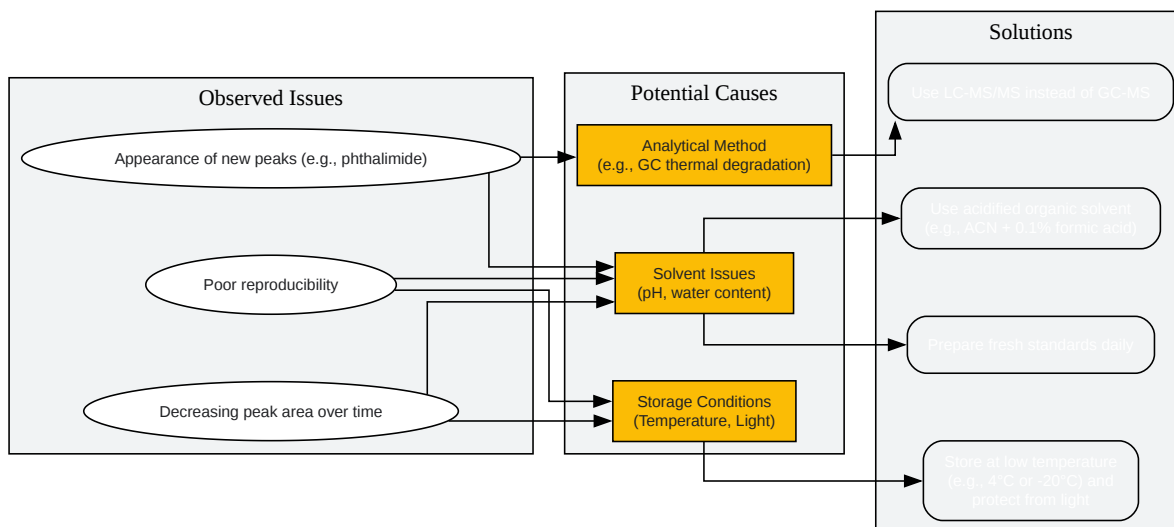 Observed Issues
Appearance of new peaks (e.g., phthalimide)
Poor reproducibility
Decreasing peak area over time
Potential Causes
Analytical Method
(e.g., GC thermal degradation)
Solvent Issues
(pH, water content)
Storage Conditions
(Temperature, Light)
Solutions
Use LC-MS/MS instead of GC-MS
Use acidified organic solvent
(e.g., ACN + 0.1% formic acid)
Prepare fresh standards daily
Store at low temperature
(e.g., 4°C or -20°C) and
protect from light